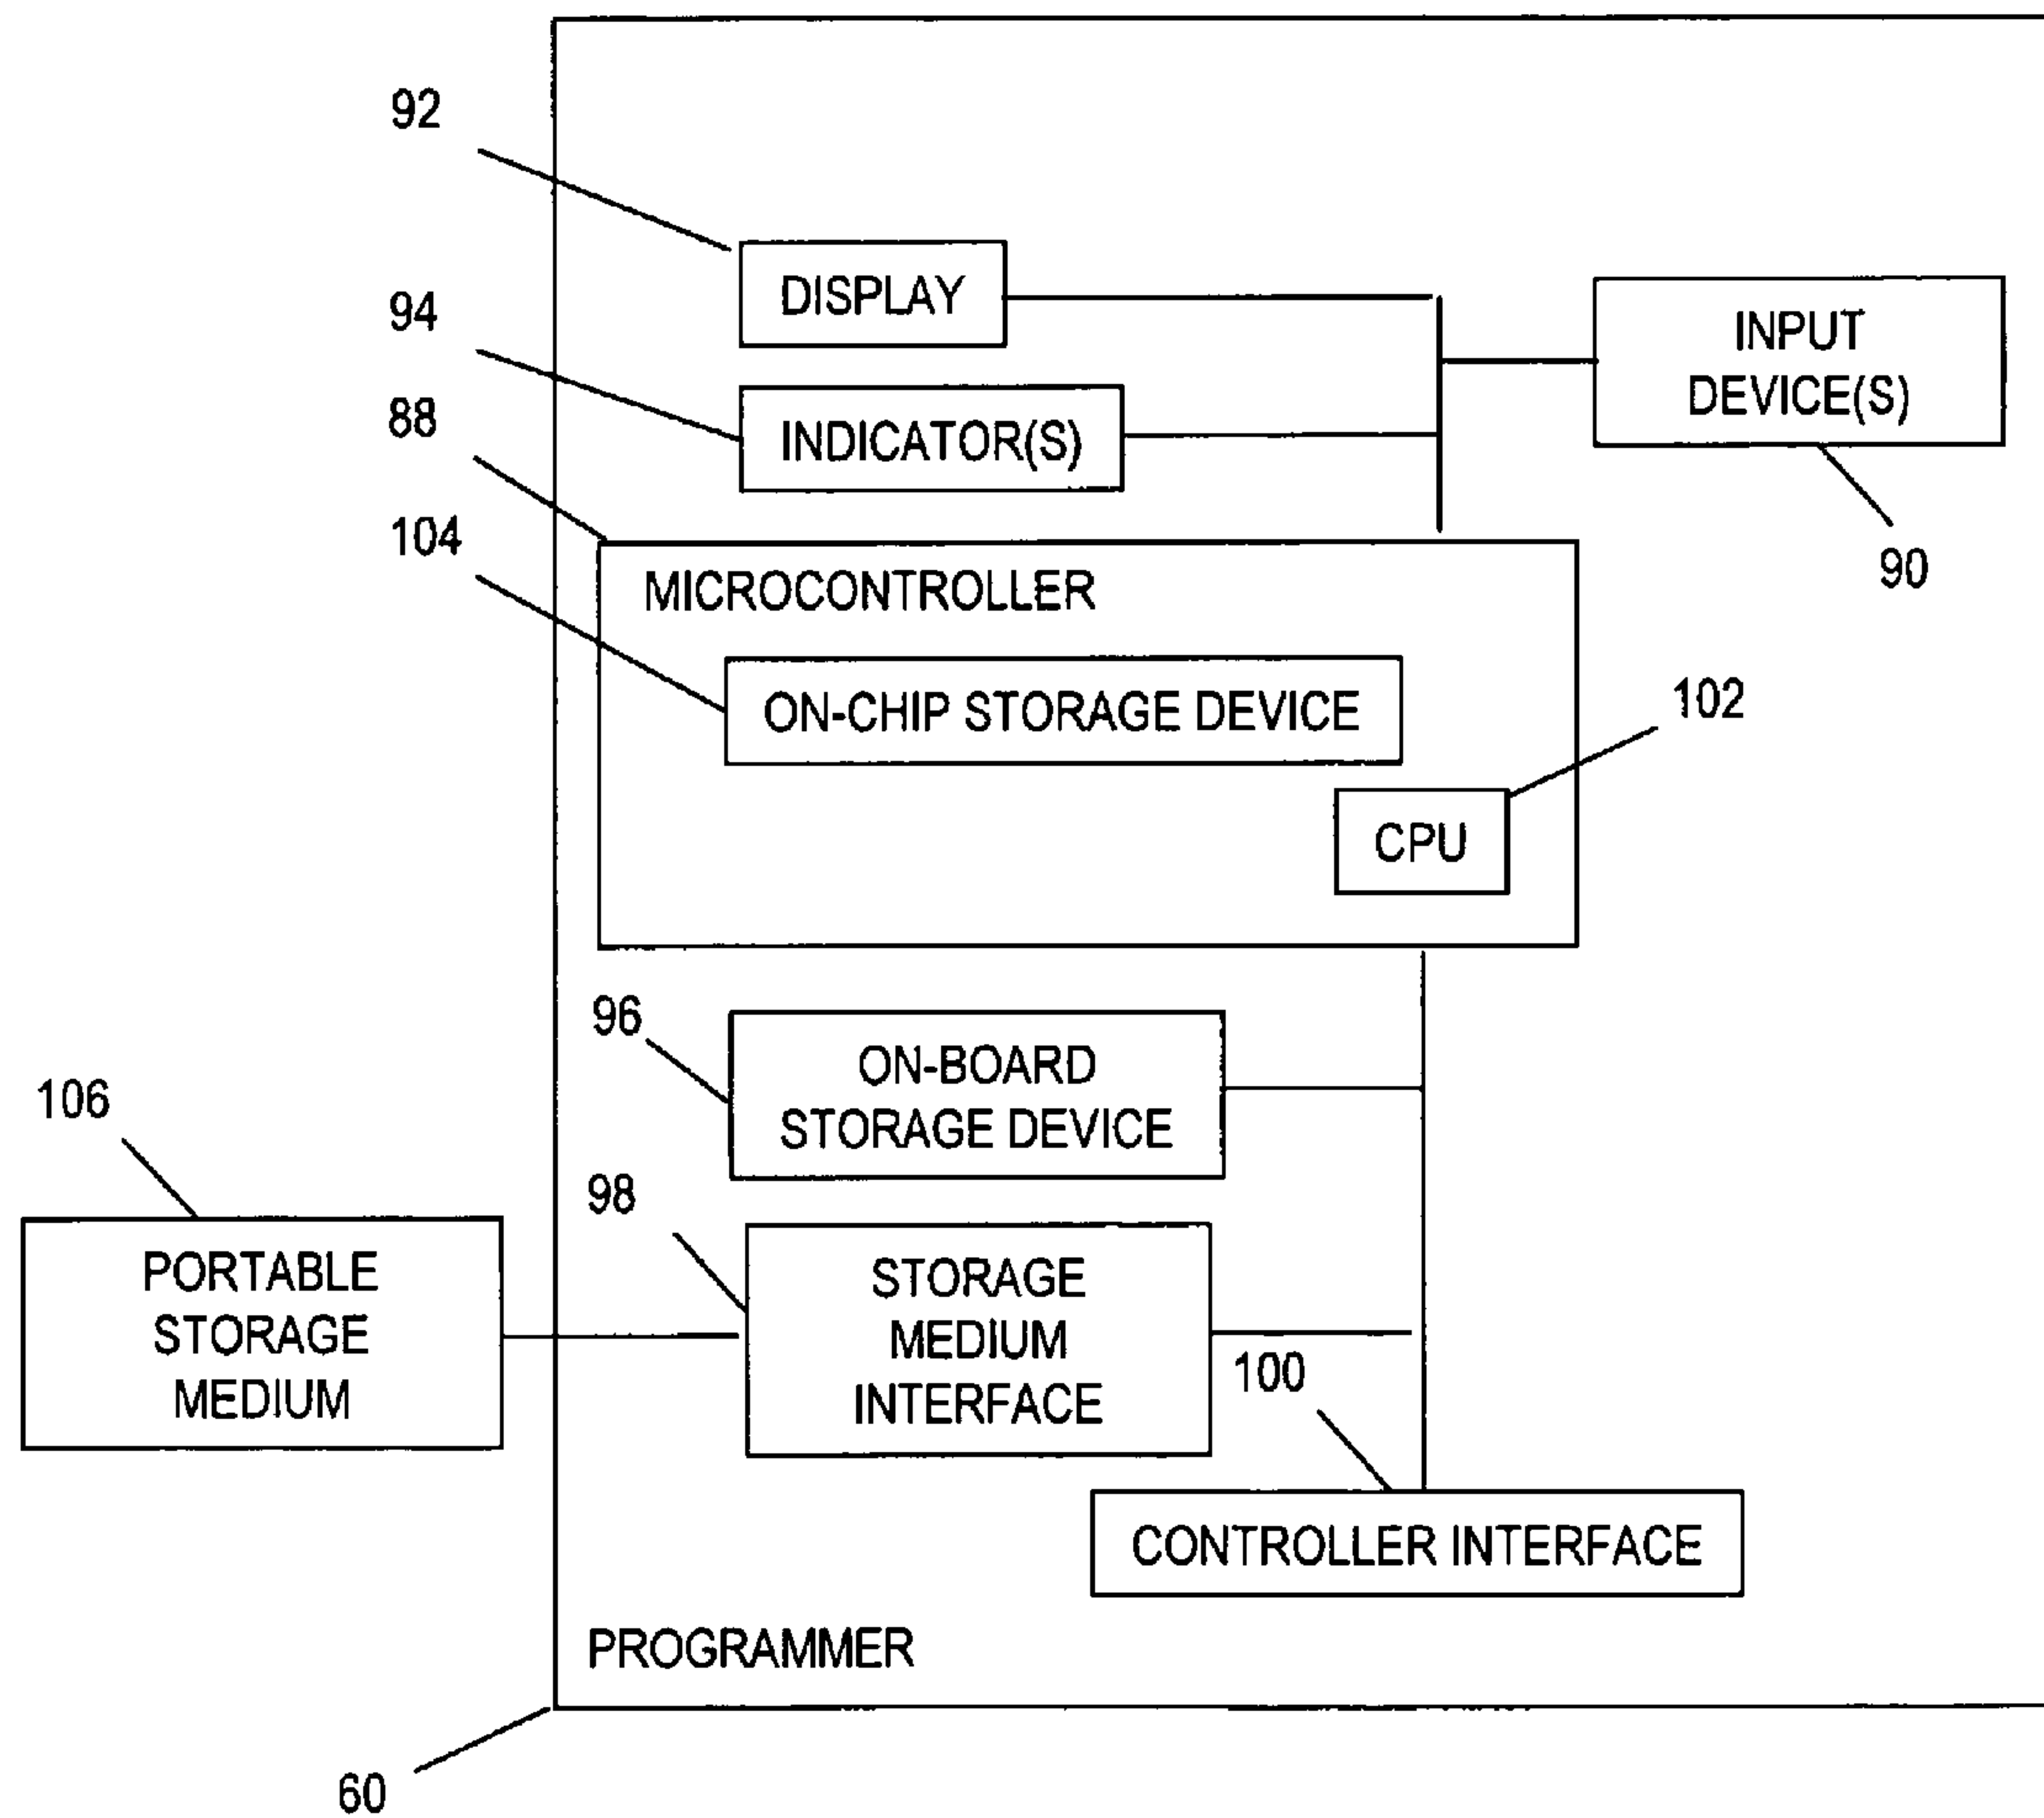 92
DISPLAY
94
INPUT
DEVICE(S)
88
INDICATOR(S)
104
90
MICROCONTROLLER
ON-CHIP STORAGE DEVICE
102
CPU
96
ON-BOARD
STORAGE DEVICE
106
98
PORTABLE
STORAGE
MEDIUM
STORAGE
MEDIUM
INTERFACE
100
CONTROLLER INTERFACE
PROGRAMMER
60